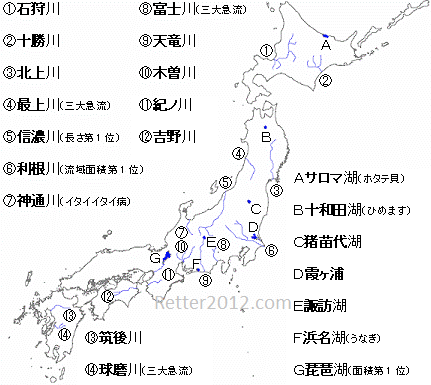 ①石狩川
②十勝川
③北上川
④最上川(三大急流)
⑤信濃川(長さ第1位)
⑥利根川(流域面積第1位)
⑦神通川(イタイイタイ病)
⑧富士川(三大急流)
⑨天竜川
⑩木曽川
⑪紀ノ川
⑫吉野川
① A
②
B
④
⑤ ③
C
⑦ D
G ⑩ E ⑧
F ⑥
⑪ ⑨
⑫
⑬
⑭
Retter2012.com
⑬筑後川
⑭球磨川(三大急流)
Aサロマ湖(ホタテ貝)
B十和田湖(ひめます)
C猪苗代湖
D霞ヶ浦
E諏訪湖
F浜名湖(うなぎ)
G琵琶湖(面積第1位)